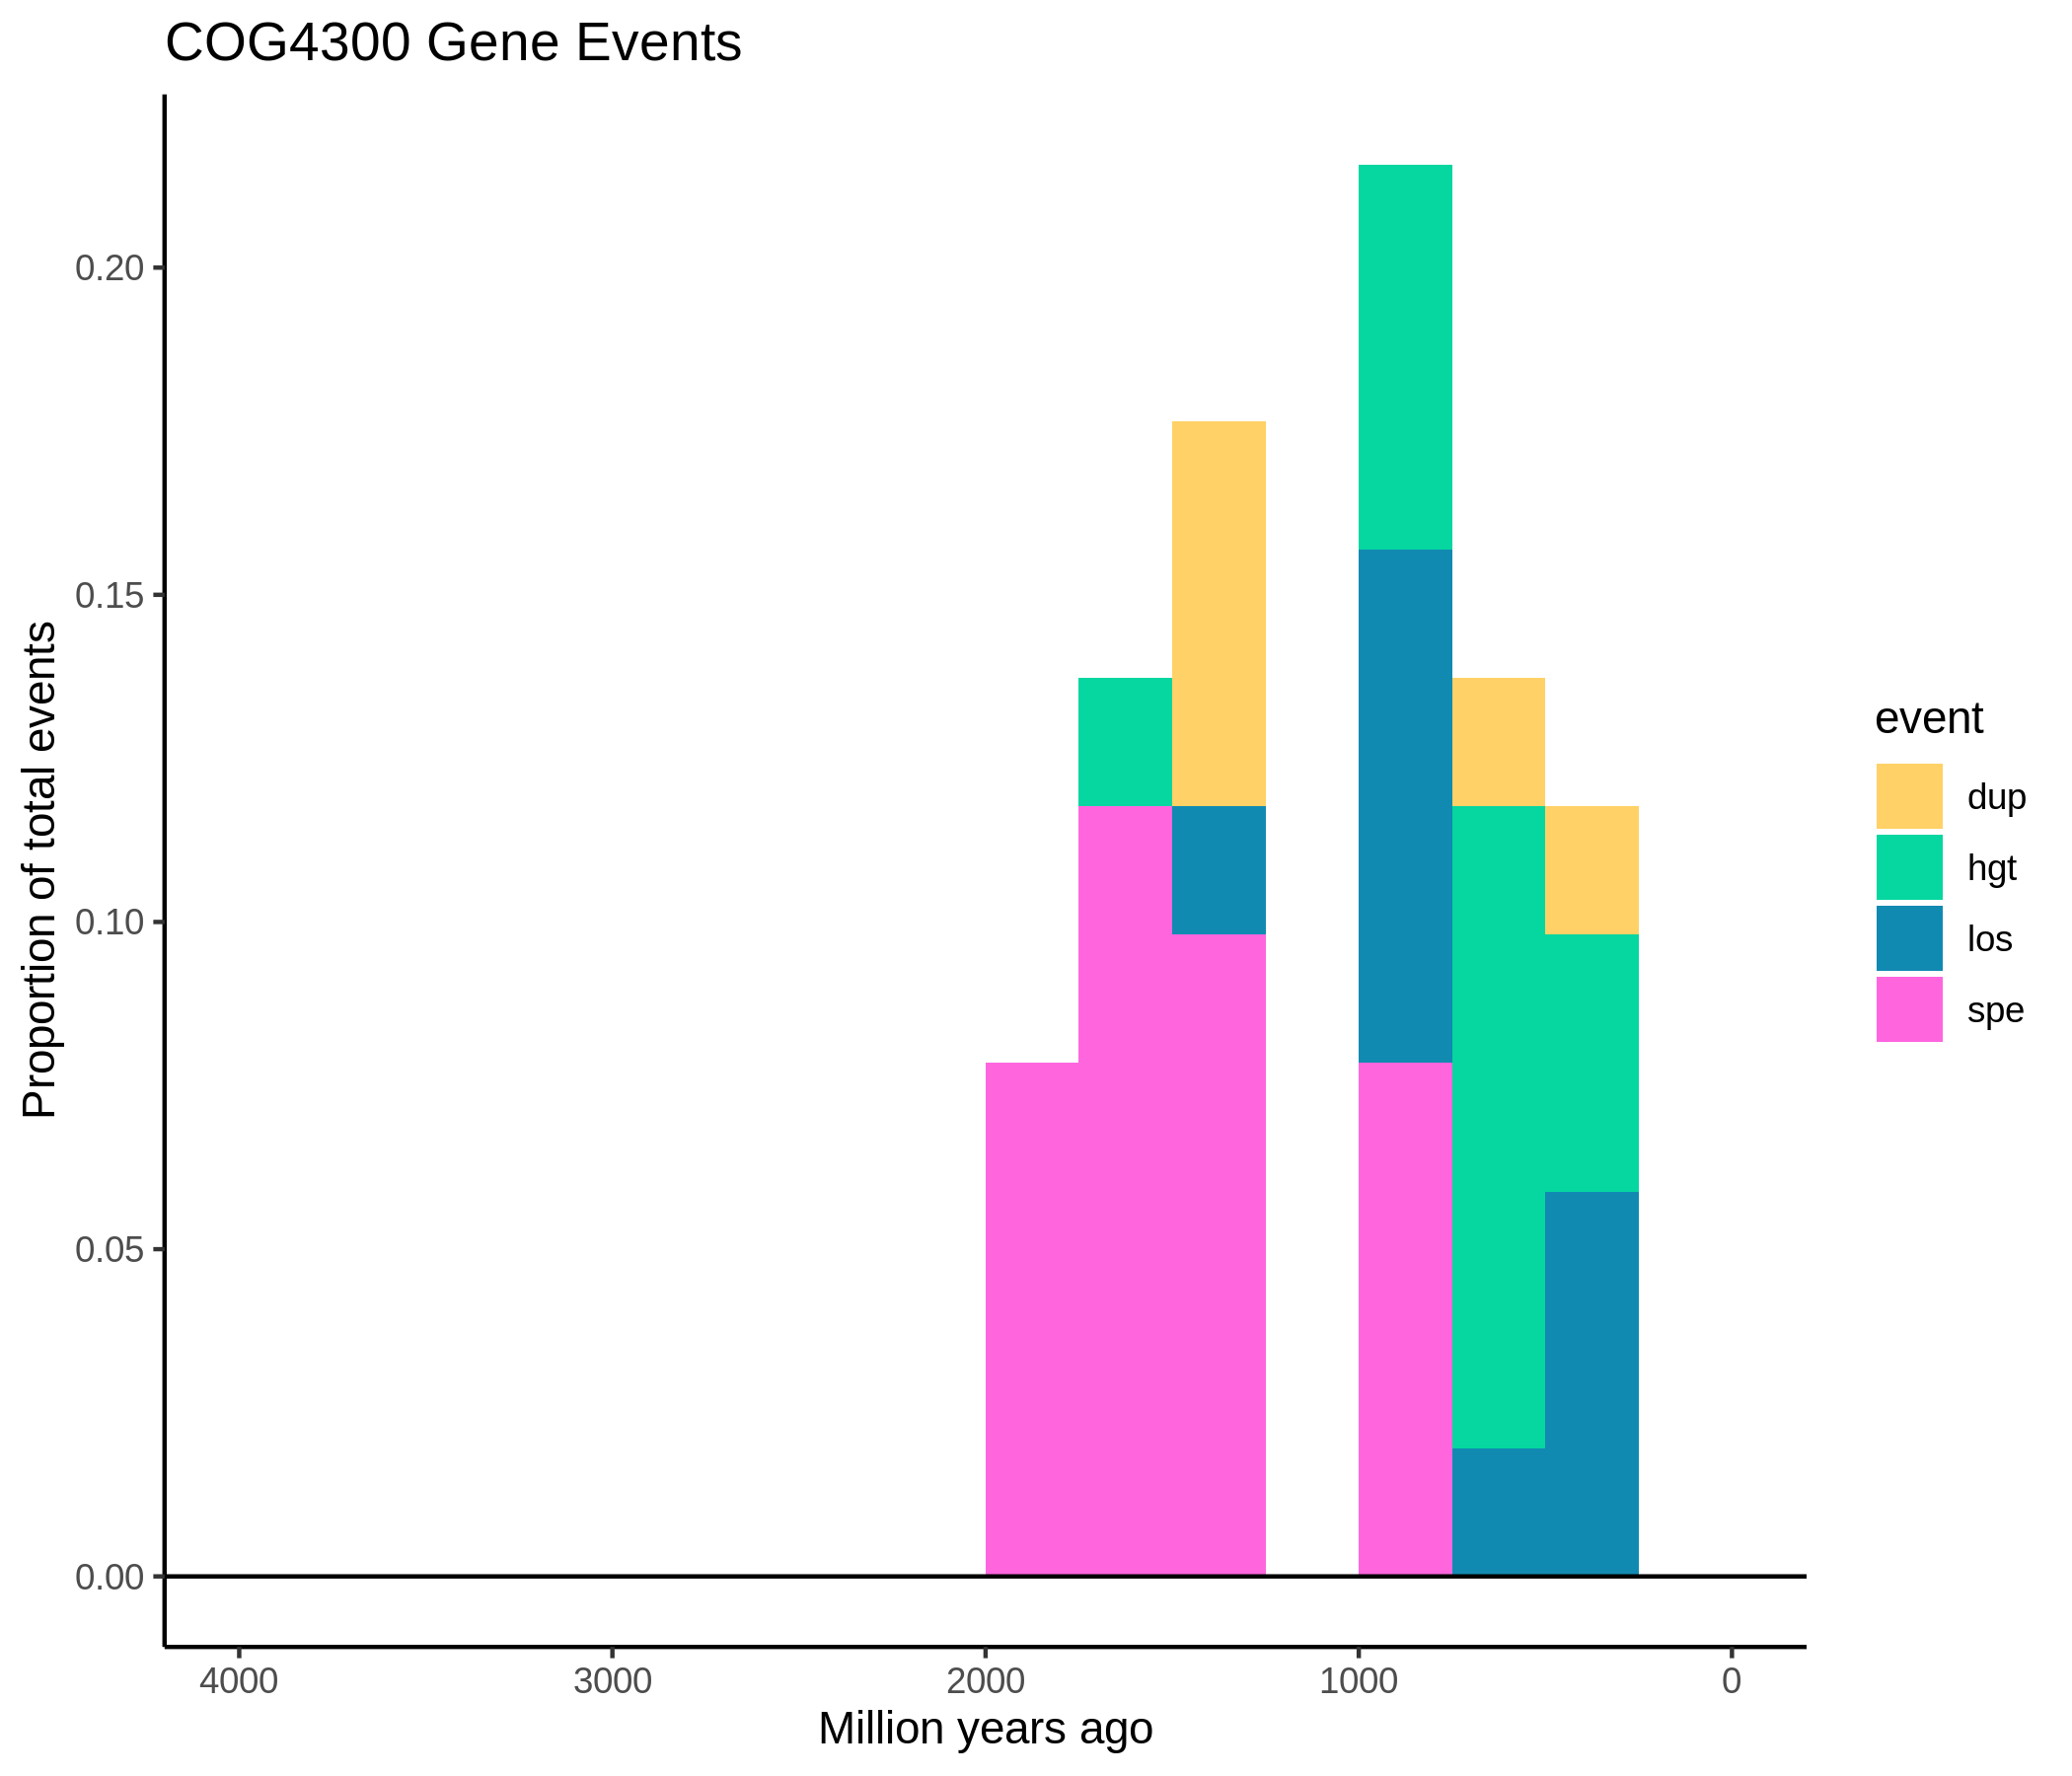 COG4300 Gene Events
Proportion of total events
0.20
0.15
0.10
0.05
0.00
4000 3000 2000 1000 0
Million years ago
event
dup
hgt
los
spe